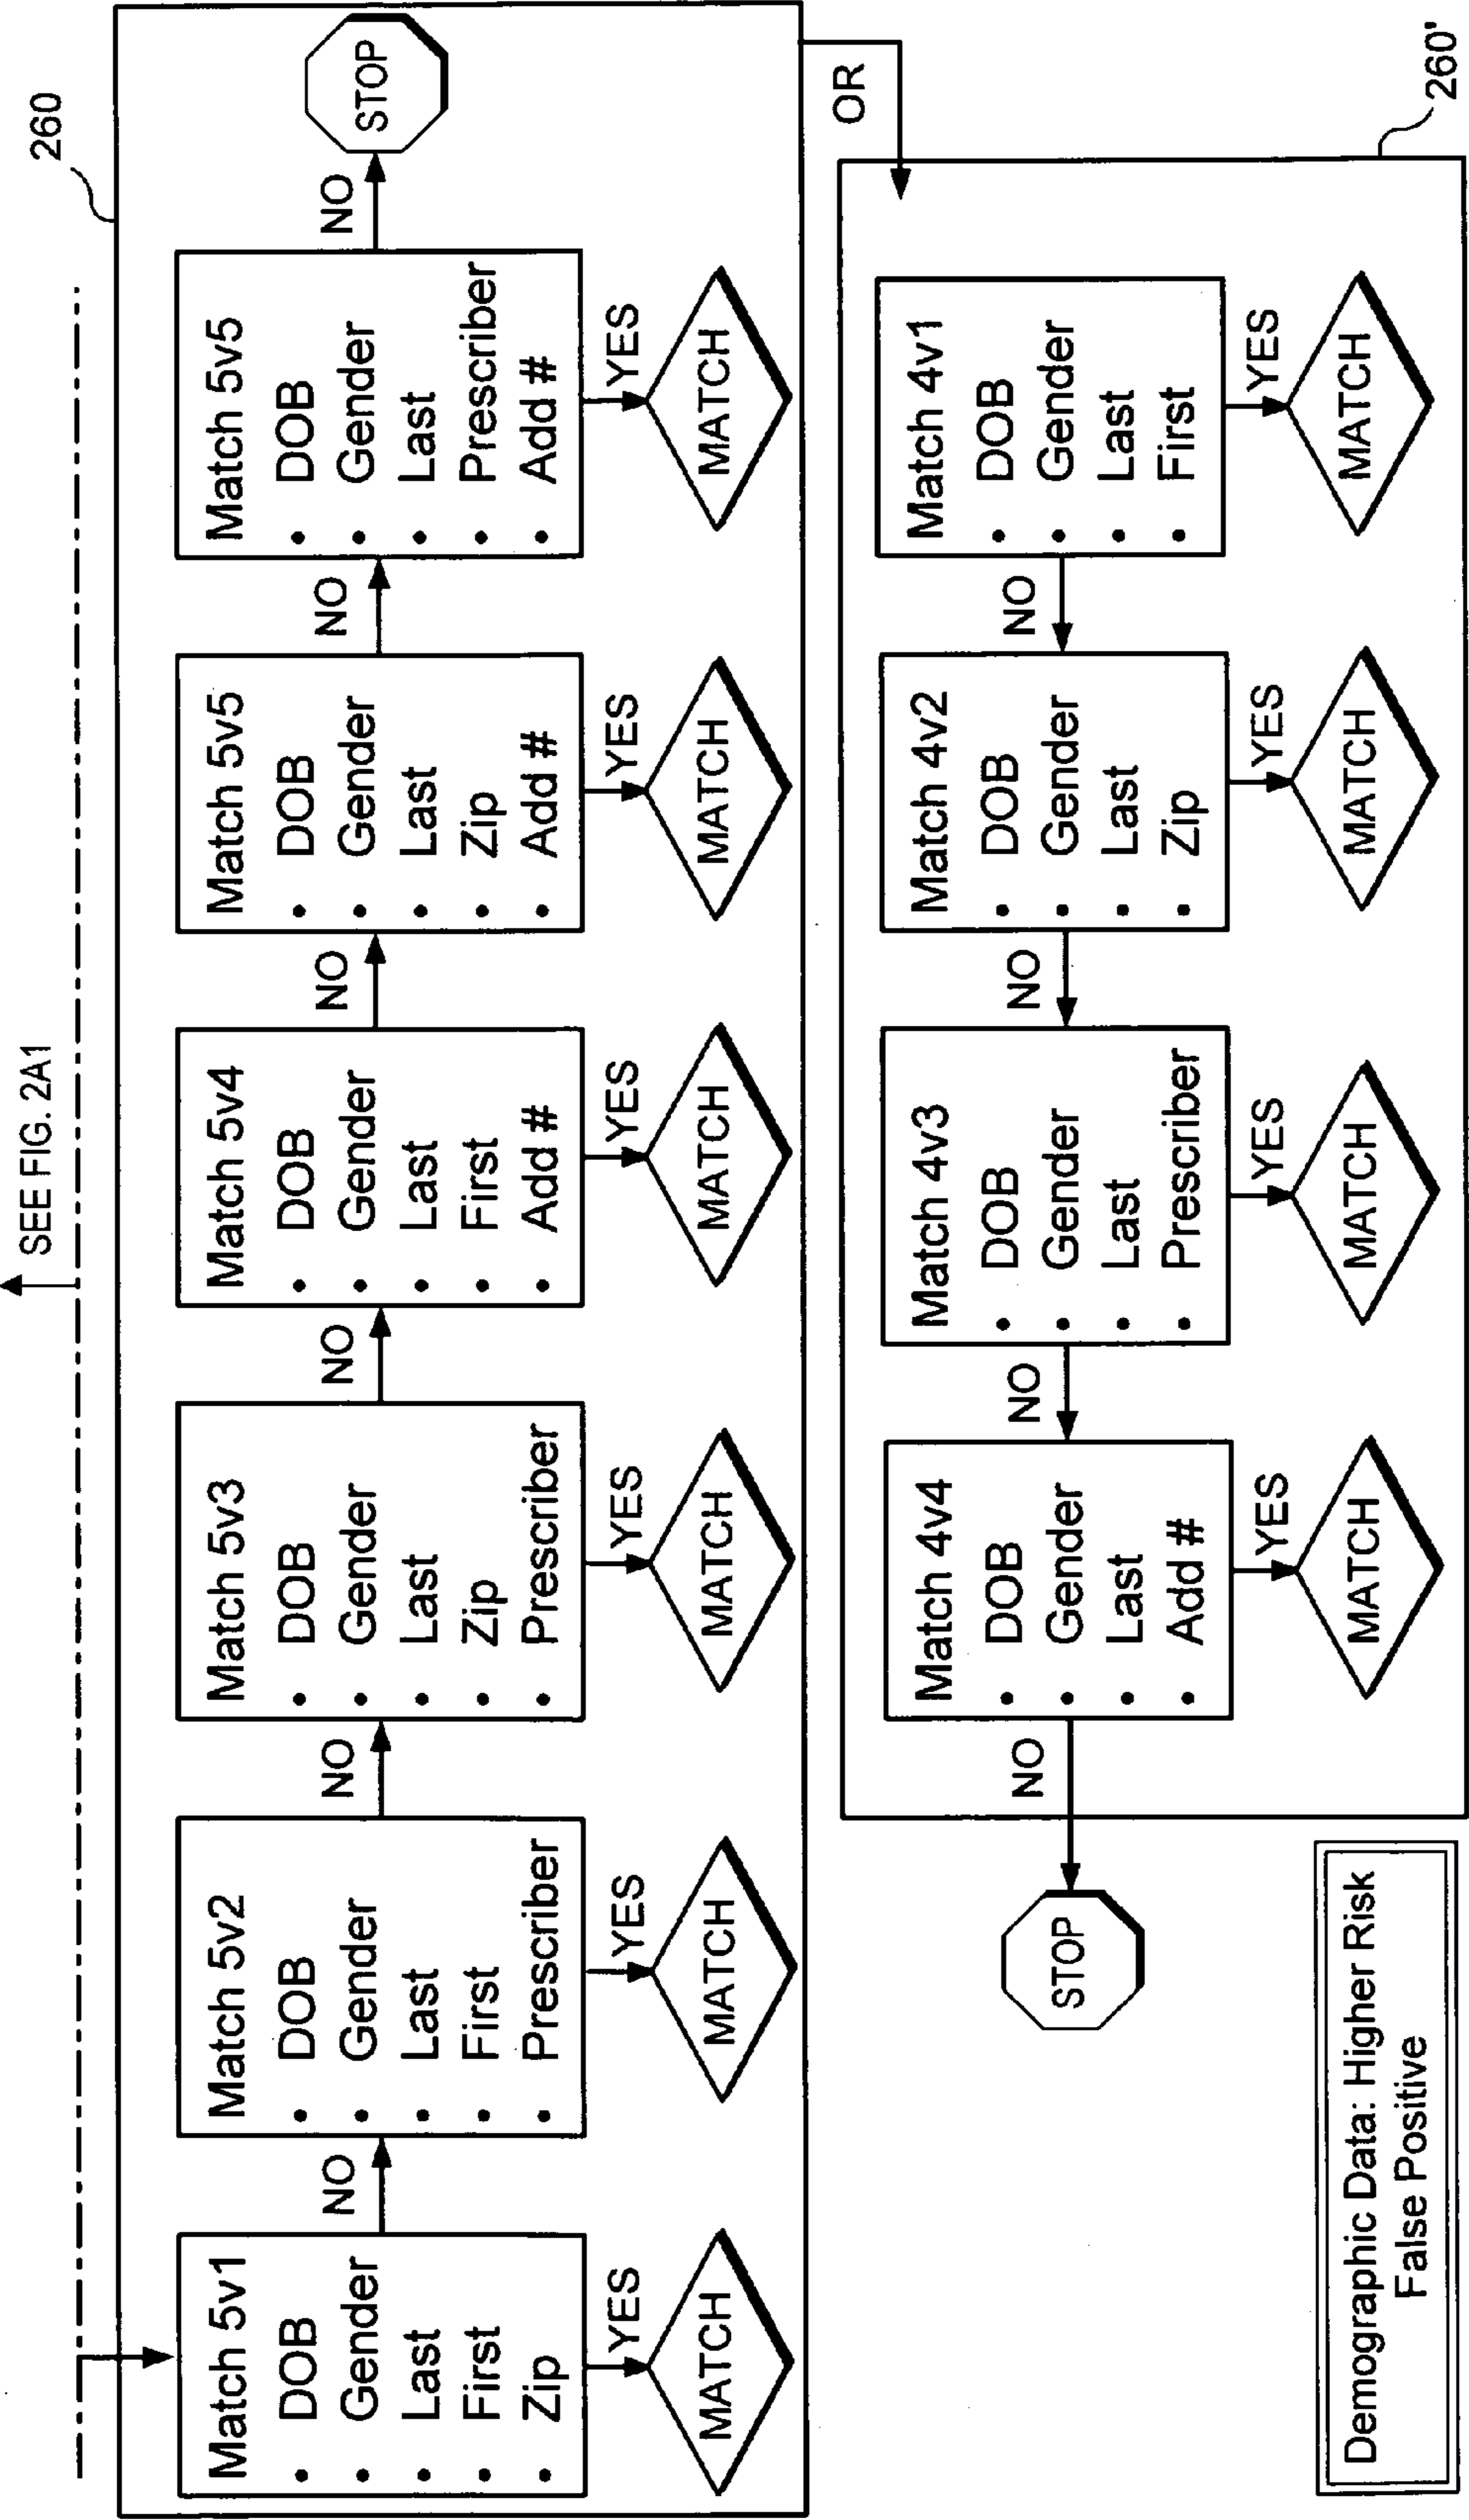 SEE FIG. 2A1
260
Match 5v1
• DOB
• Gender
• Last
• First
• Zip
NO
YES
MATCH
Match 5v2
• DOB
• Gender
• Last
• First
• Prescriber
NO
YES
MATCH
Match 5v3
• DOB
• Gender
• Last
• Zip
• Prescriber
NO
YES
MATCH
Match 5v4
• DOB
• Gender
• Last
• First
• Add #
NO
YES
MATCH
Match 5v5
• DOB
• Gender
• Last
• Zip
• Add #
NO
YES
MATCH
Match 5v5
• DOB
• Gender
• Last
• Prescriber
• Add #
NO
STOP
YES
MATCH
OR
260'
Match 4v1
• DOB
• Gender
• Last
• First
NO
YES
MATCH
Match 4v2
• DOB
• Gender
• Last
• Zip
NO
YES
MATCH
Match 4v3
• DOB
• Gender
• Last
• Prescriber
NO
YES
MATCH
Match 4v4
• DOB
• Gender
• Last
• Add #
NO
YES
MATCH
STOP
Demographic Data: Higher Risk
False Positive